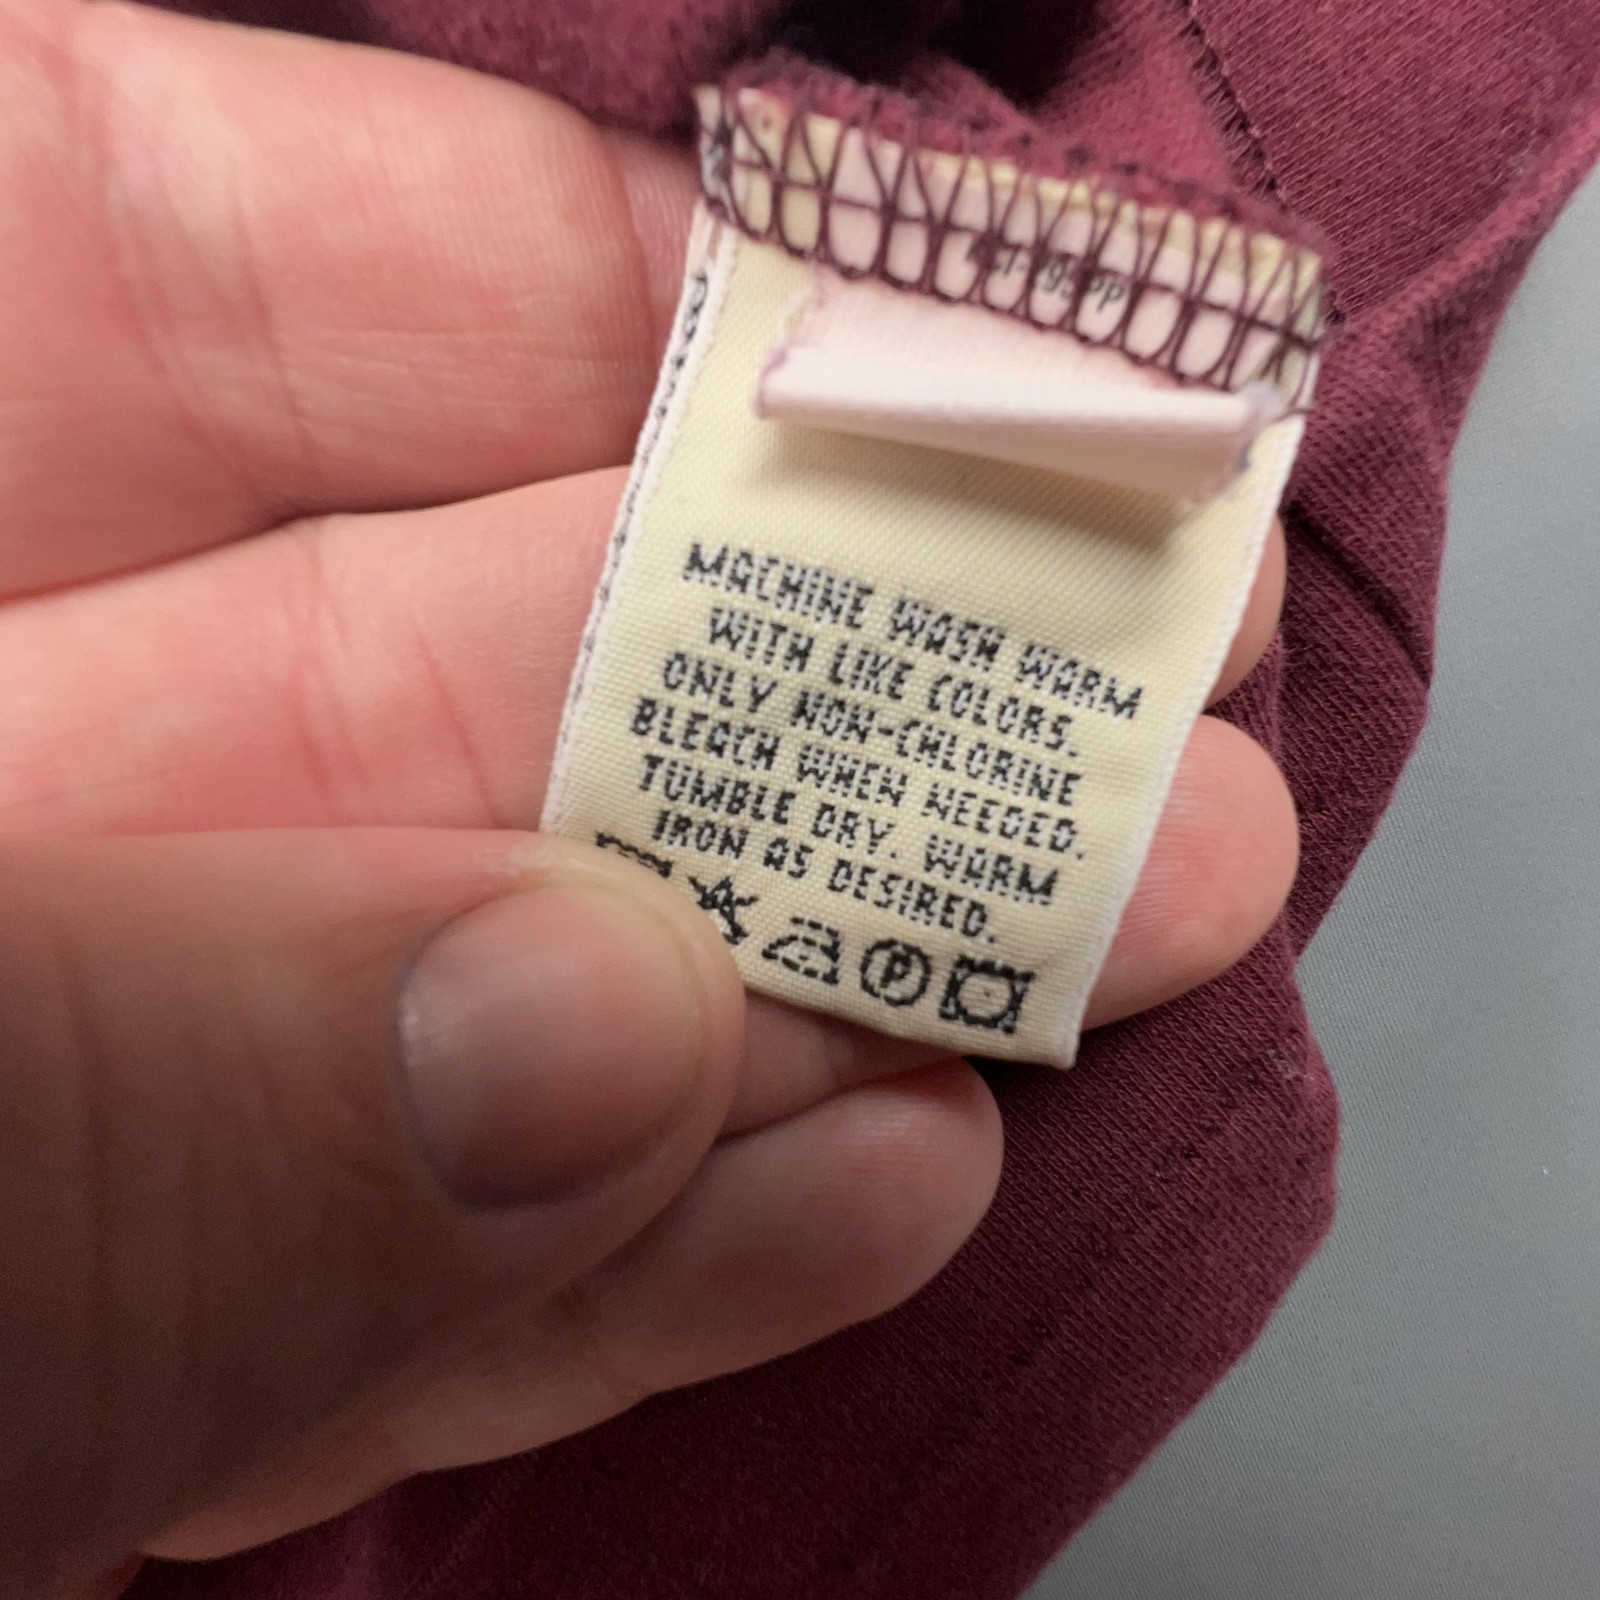 MACHINE WASH WARM
WITH LIKE COLORS.
ONLY NON-CHLORINE
BLEACH WHEN NEEDED.
TUMBLE DRY. WARM
IRON AS DESIRED.
P